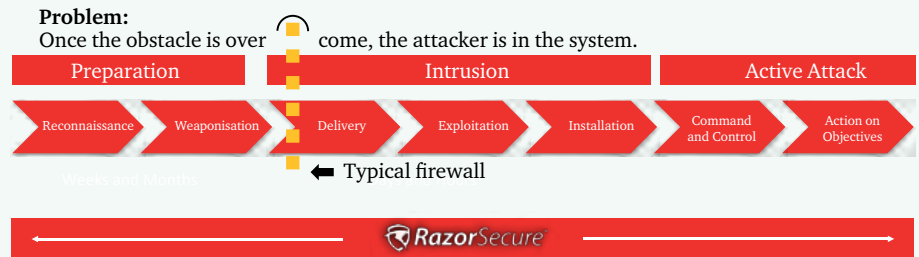 Problem:
Once the obstacle is over come, the attacker is in the system.
Preparation Intrusion Active Attack
Reconnaissance Weaponisation Delivery Exploitation Installation Command and Control Action on Objectives
Typical firewall
Weeks and Months
RazorSecure